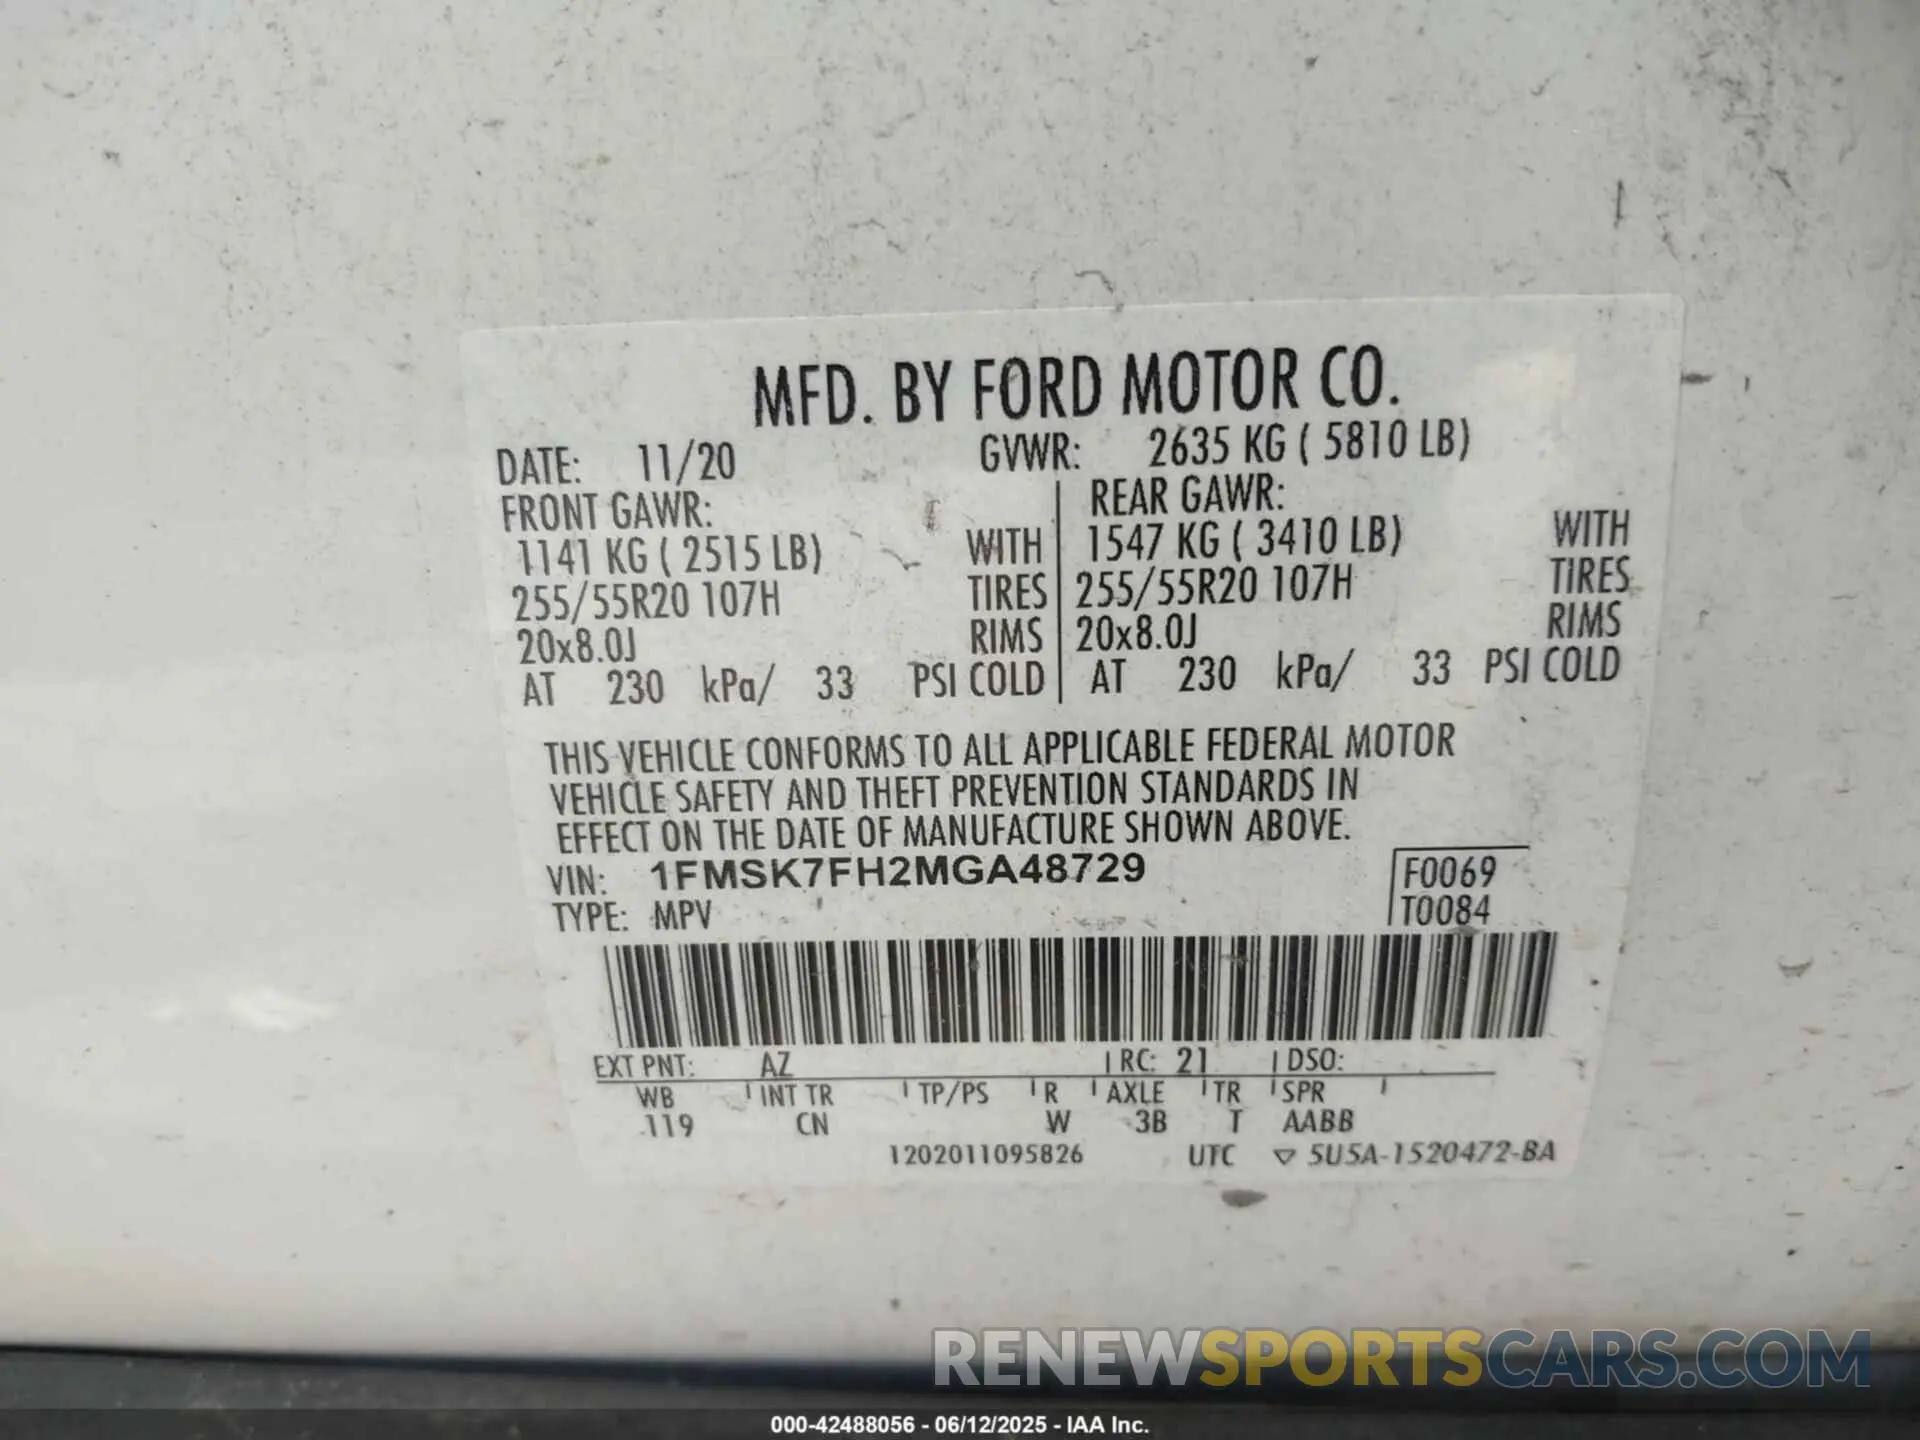 MFD. BY FORD MOTOR CO.
DATE: 11/20 GVWR: 2635 KG ( 5810 LB)
FRONT GAWR: REAR GAWR:
1141 KG ( 2515 LB) WITH 1547 KG ( 3410 LB) WITH
255/55R20 107H TIRES 255/55R20 107H TIRES
20x8.0J RIMS 20x8.0J RIMS
AT 230 kPa/ 33 PSI COLD AT 230 kPa/ 33 PSI COLD
THIS VEHICLE CONFORMS TO ALL APPLICABLE FEDERAL MOTOR
VEHICLE SAFETY AND THEFT PREVENTION STANDARDS IN
EFFECT ON THE DATE OF MANUFACTURE SHOWN ABOVE.
VIN: 1FMSK7FH2MGA48729 F0069
TYPE: MPV T0084
EXT PNT: AZ RC: 21 DSO:
WB INT TR TP/PS R AXLE TR SPR
119 CN W 3B T AABB
1202011095826 UTC ▽ 5U5A-1520472-BA
RENEWSPORTSCARS.COM
000-42488056 - 06/12/2025 - IAA Inc.